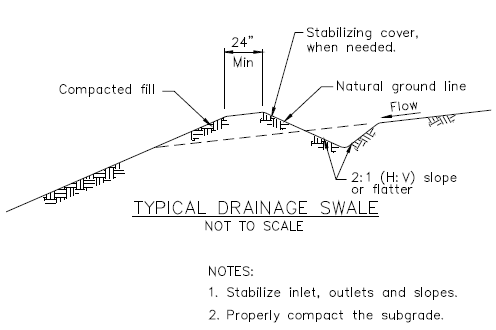 24"
Min
Stabilizing cover,
when needed.
Compacted fill
Natural ground line
Flow
2:1 (H:V) slope
or flatter
TYPICAL DRAINAGE SWALE
NOT TO SCALE
NOTES:
1. Stabilize inlet, outlets and slopes.
2. Properly compact the subgrade.